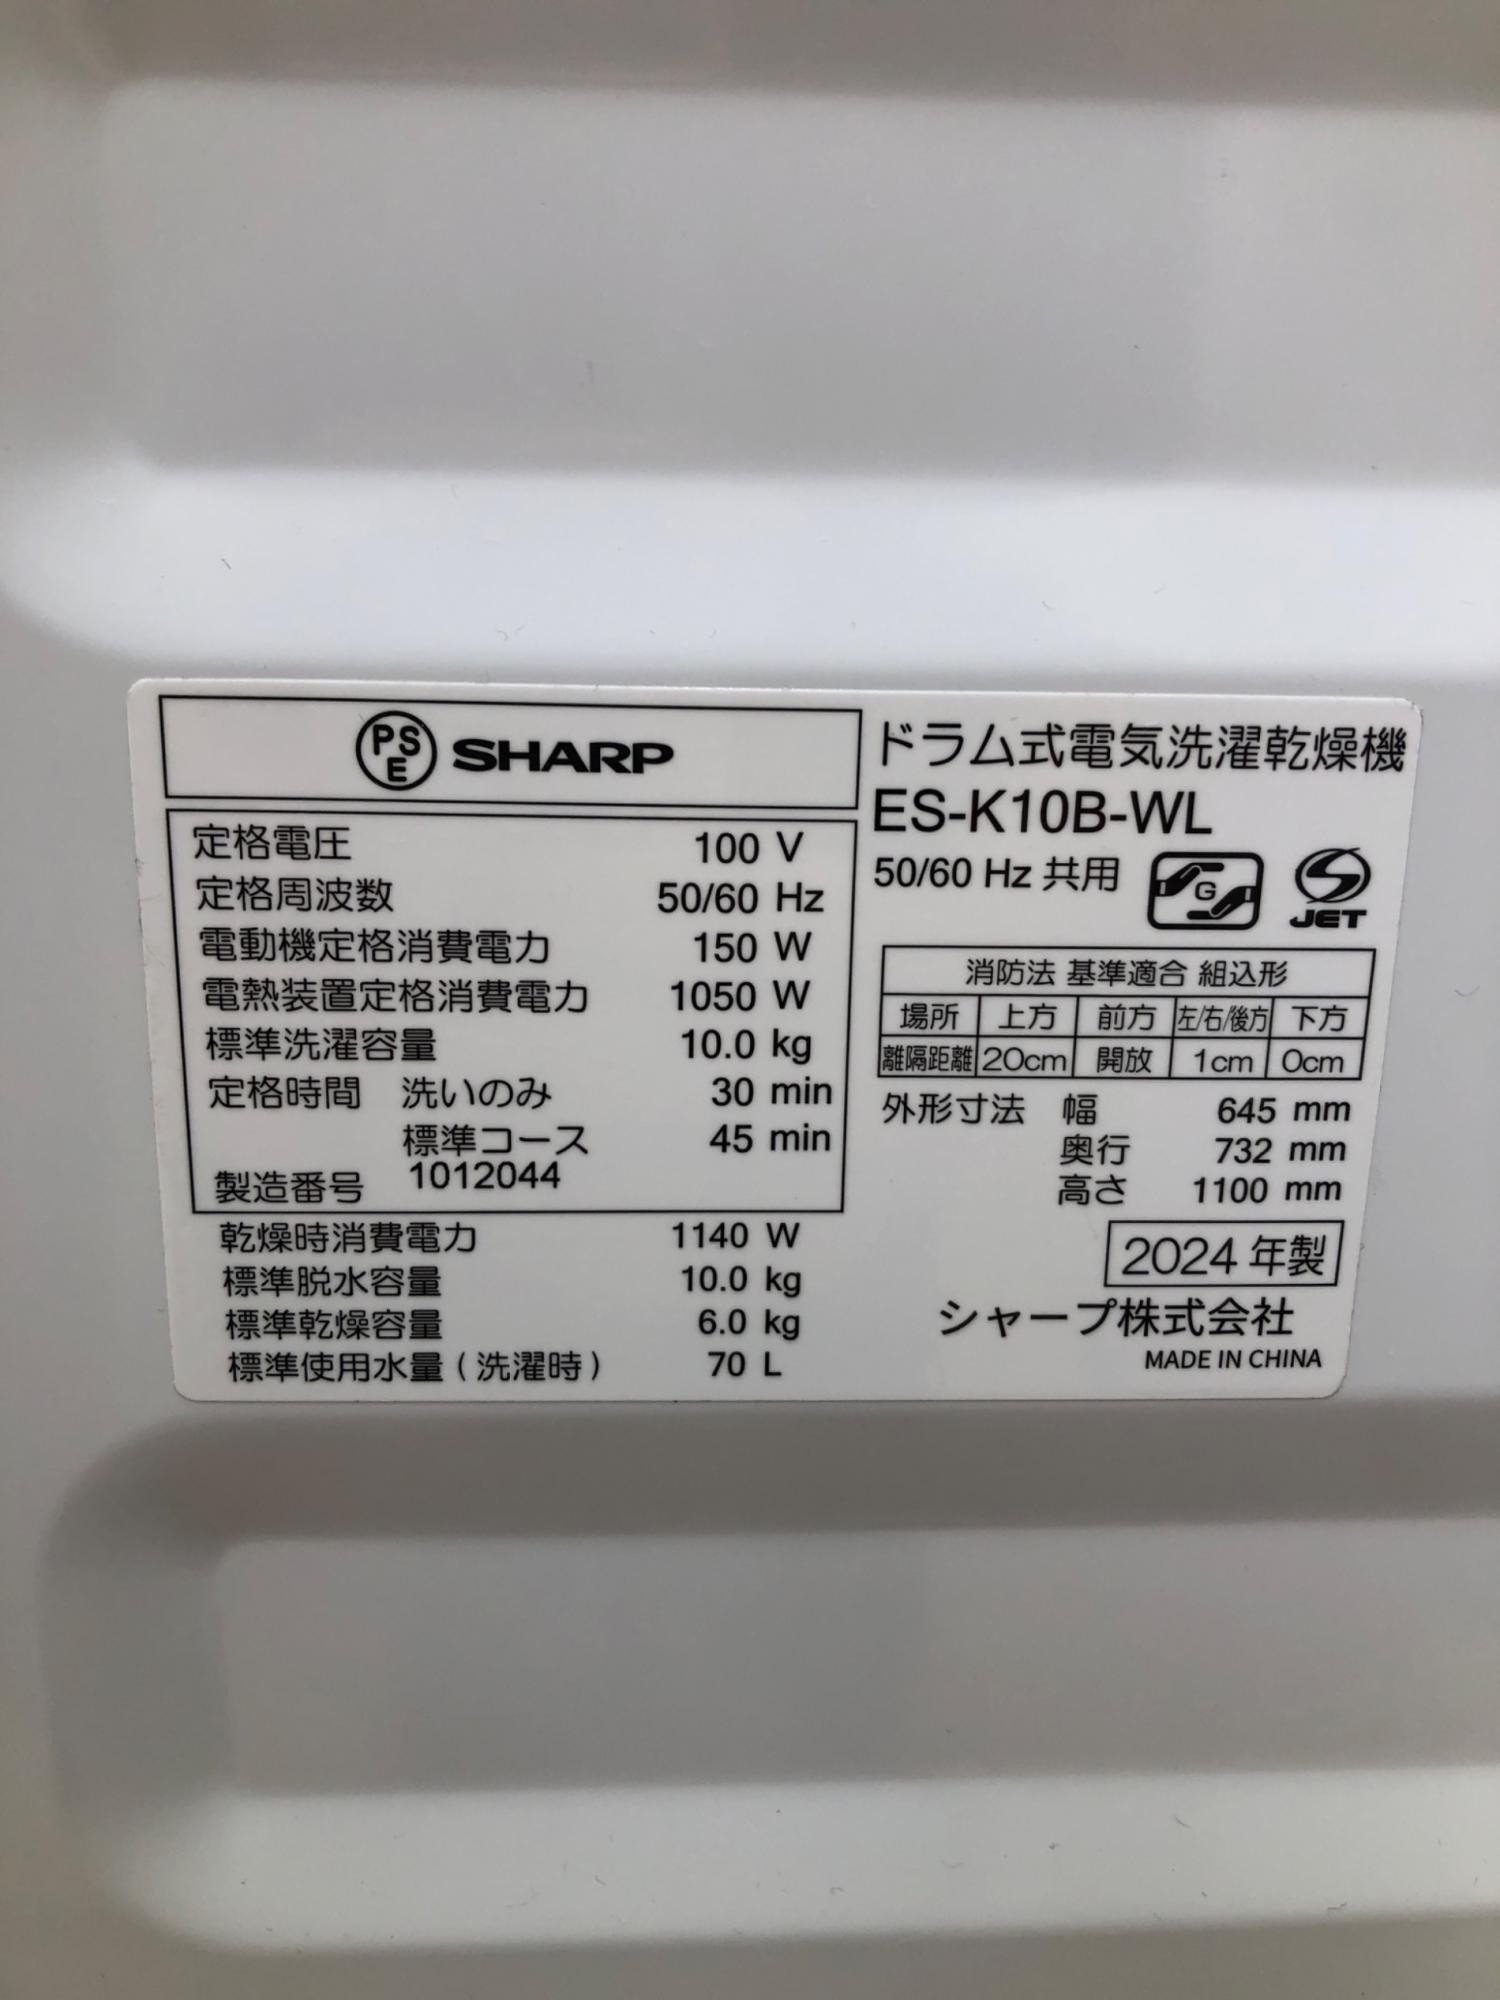 PS
E SHARP
定格電圧 100 V
定格周波数 50/60 Hz
電動機定格消費電力 150 W
電熱装置定格消費電力 1050 W
標準洗濯容量 10.0 kg
定格時間 洗いのみ 30 min
標準コース 45 min
製造番号 1012044
乾燥時消費電力 1140 W
標準脱水容量 10.0 kg
標準乾燥容量 6.0 kg
標準使用水量(洗濯時) 70 L
ドラム式電気洗濯乾燥機
ES-K10B-WL
50/60 Hz 共用 G S JET
消防法 基準適合 組込形
場所 上方 前方 左/右/後方 下方
離隔距離 20cm 開放 1cm 0cm
外形寸法 幅 645 mm
奥行 732 mm
高さ 1100 mm
2024 年製
シャープ株式会社
MADE IN CHINA